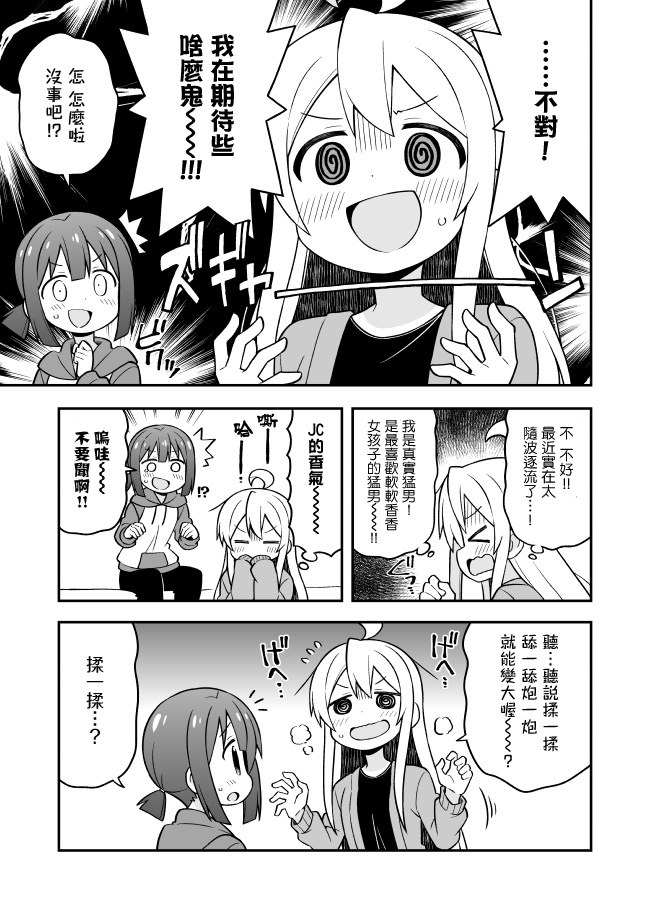 ……不對！
我在期待些
啥麼鬼～～～!!!
怎 怎麼啦
沒事吧!?
ズギャ
ビクッ
不 不好!!
最近實在太
隨波逐流了…！
我是真實猛男！
是最喜歡軟軟香香
女孩子的猛男～～!!
JC的香氣～～～～
嘶——
哈——
!?
嗚哇——
不要聞啊!!
聽…聽說揉一揉
舔一舔炮一炮
就能變大喔～～～？
げへ…
げへ…
揉一揉…？